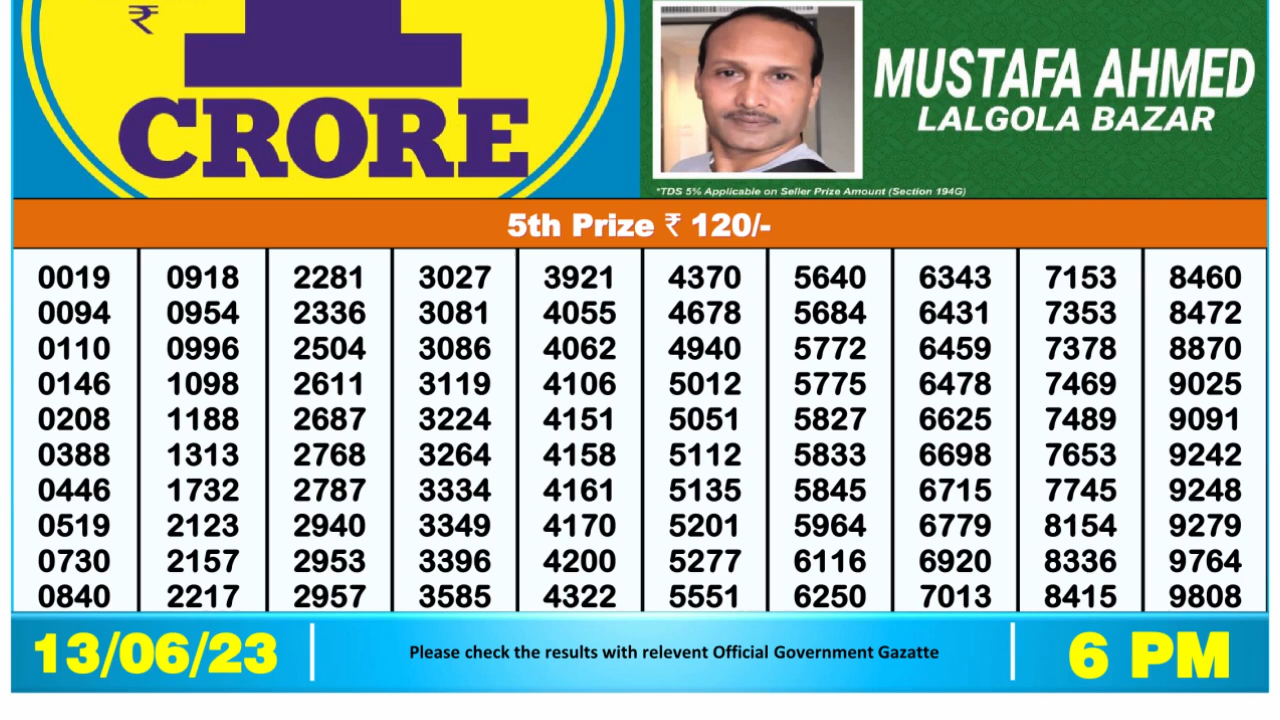 ₹
1
CRORE
MUSTAFA AHMED
LALGOLA BAZAR
*TDS 5% Applicable on Seller Prize Amount (Section 194G)
5th Prize ₹ 120/-
0019 0918 2281 3027 3921 4370 5640 6343 7153 8460
0094 0954 2336 3081 4055 4678 5684 6431 7353 8472
0110 0996 2504 3086 4062 4940 5772 6459 7378 8870
0146 1098 2611 3119 4106 5012 5775 6478 7469 9025
0208 1188 2687 3224 4151 5051 5827 6625 7489 9091
0388 1313 2768 3264 4158 5112 5833 6698 7653 9242
0446 1732 2787 3334 4161 5135 5845 6715 7745 9248
0519 2123 2940 3349 4170 5201 5964 6779 8154 9279
0730 2157 2953 3396 4200 5277 6116 6920 8336 9764
0840 2217 2957 3585 4322 5551 6250 7013 8415 9808
13/06/23 Please check the results with relevent Official Government Gazatte 6 PM